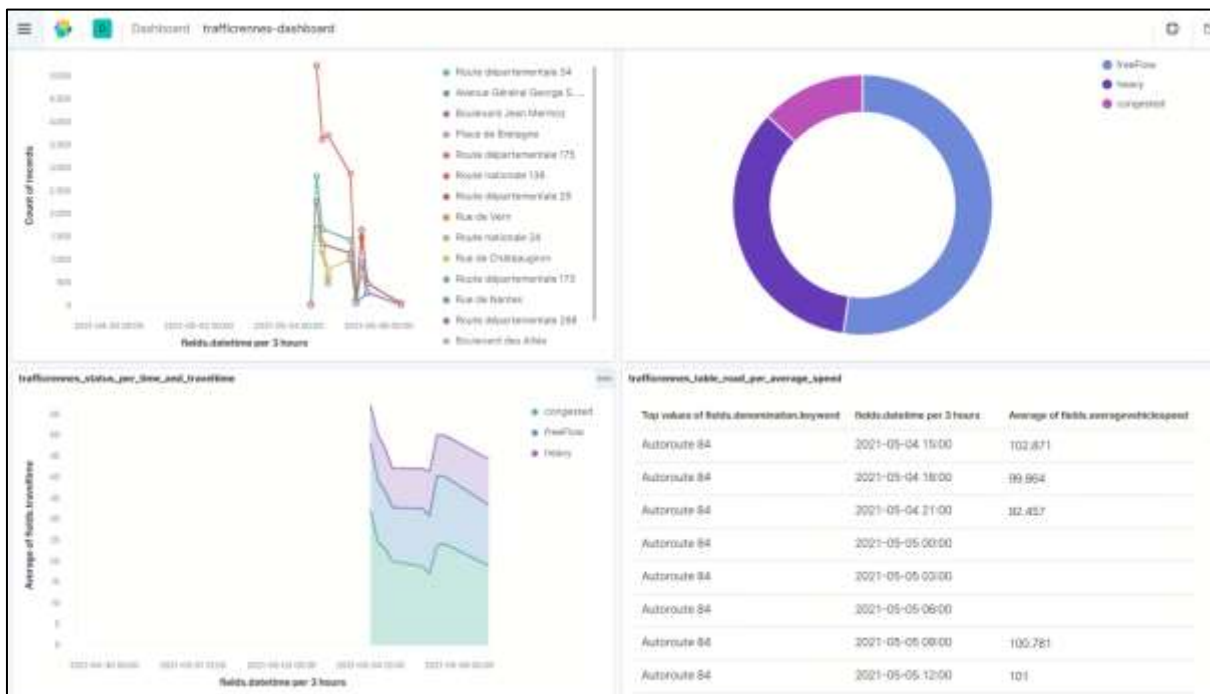 Dashboard trafficrennes-dashboard
Count of records
5,000
500
0
fields.datetime per 3 hours
Route départementale 34
Avenue Général George S. ...
Boulevard Jean Mermoz
Place de Bretagne
Route départementale 175
Route nationale 136
Route départementale 29
Rue de Vern
Route nationale 24
Rue de Châteaugiron
Route départementale 173
Rue de Nantes
Route départementale 288
Boulevard des Alliés
freeFlow
heavy
congested
trafficrennes_status_per_time_and_traveltime
Average of fields.traveltime
fields.datetime per 3 hours
congested
freeFlow
heavy
trafficrennes_table_road_per_average_speed
Top values of fields.denomination.keyword fields.datetime per 3 hours Average of fields.averagevehiclespeed
Autoroute 84 2021-05-04 15:00 102.871
Autoroute 84 2021-05-04 18:00 99.964
Autoroute 84 2021-05-04 21:00 82.457
Autoroute 84 2021-05-05 00:00
Autoroute 84 2021-05-05 03:00
Autoroute 84 2021-05-05 06:00
Autoroute 84 2021-05-05 09:00 100.781
Autoroute 84 2021-05-05 12:00 101